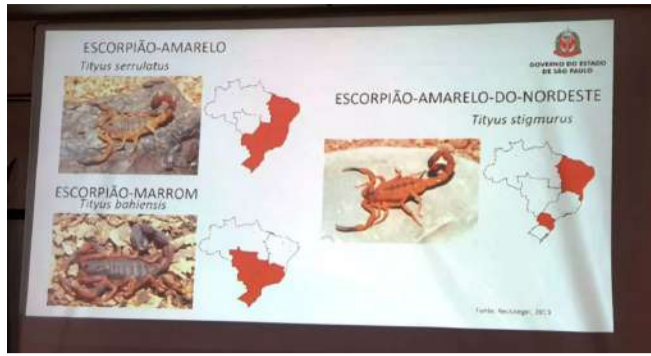 ESCORPIÃO-AMARELO
Tityus serrulatus
GOVERNO DO ESTADO
DE SÃO PAULO
ESCORPIÃO-AMARELO-DO-NORDESTE
Tityus stigmurus
ESCORPIÃO-MARROM
Tityus bahiensis
Fonte: